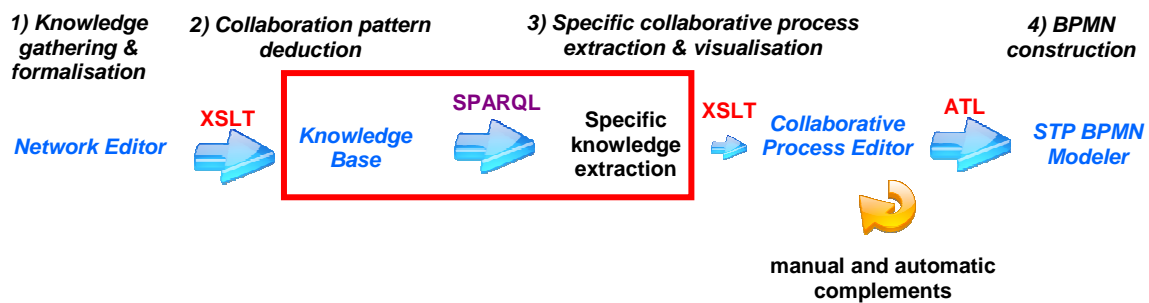 1) Knowledge
gathering &
formalisation
2) Collaboration pattern
deduction
3) Specific collaborative process
extraction & visualisation
4) BPMN
construction
Network Editor
XSLT
Knowledge
Base
SPARQL
Specific
knowledge
extraction
XSLT
Collaborative
Process Editor
ATL
STP BPMN
Modeler
manual and automatic
complements